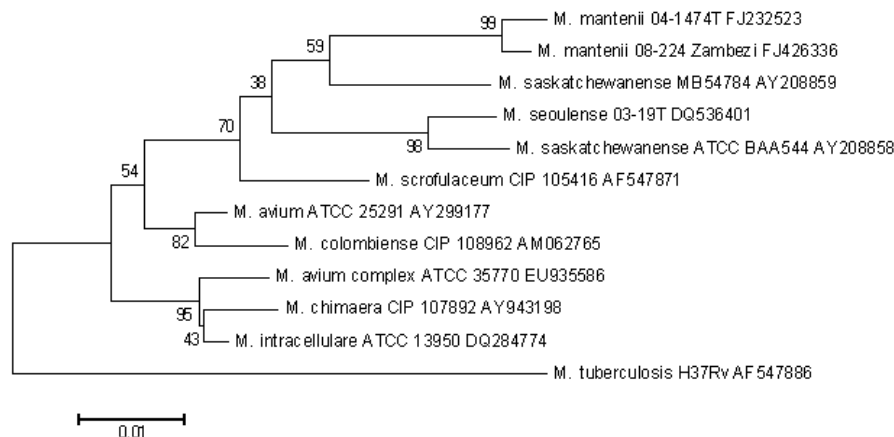 99
M. mantenii 04-1474T FJ232523
59
M. mantenii 08-224 Zambezi FJ426336
38
M. saskatchewanense MB54784 AY208859
70
M. seoulense 03-19T DQ536401
98
M. saskatchewanense ATCC BAA544 AY208858
54
M. scrofulaceum CIP 105416 AF547871
M. avium ATCC 25291 AY299177
82
M. colombiense CIP 108962 AM062765
M. avium complex ATCC 35770 EU935586
95
M. chimaera CIP 107892 AY943198
43
M. intracellulare ATCC 13950 DQ284774
M. tuberculosis H37Rv AF547886
0.01